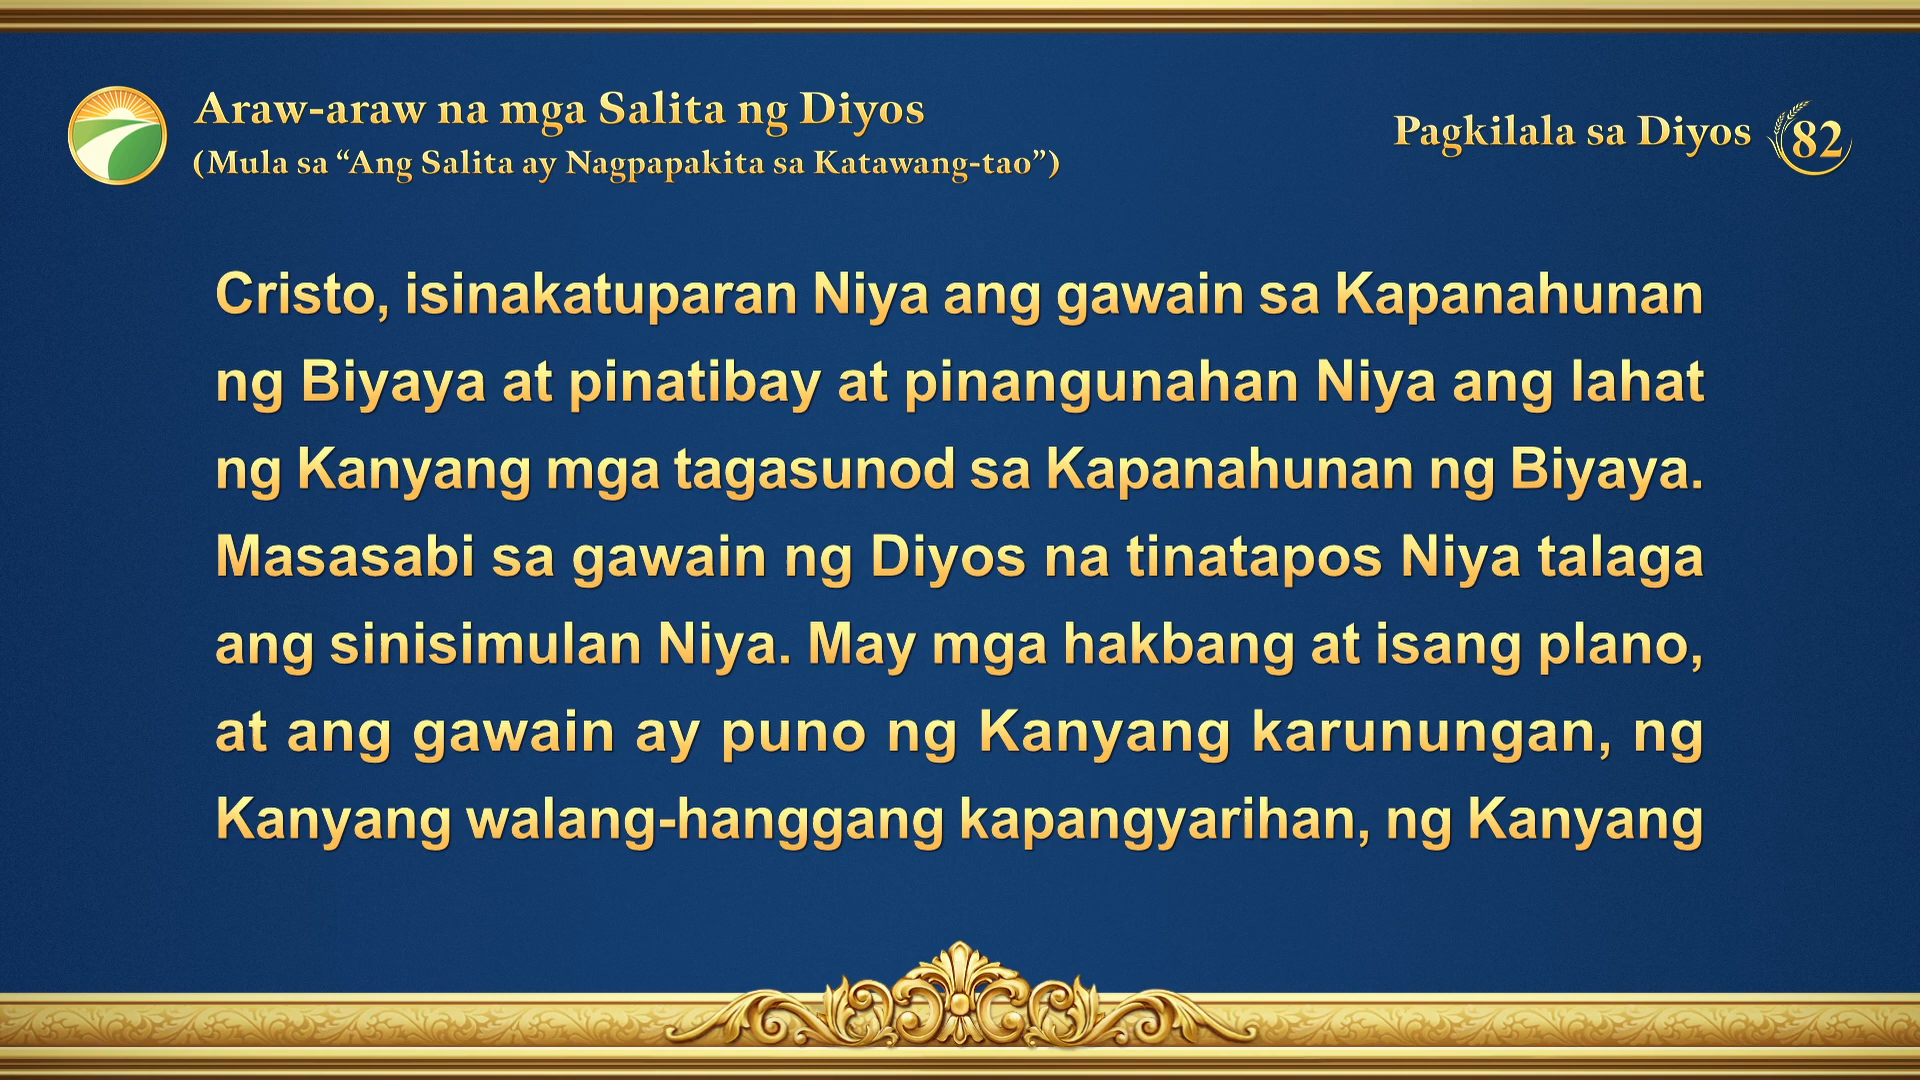 Araw-araw na mga Salita ng Diyos
(Mula sa “Ang Salita ay Nagpapakita sa Katawang-tao”)
Pagkilala sa Diyos 82
Cristo, isinakatuparan Niya ang gawain sa Kapanahunan
ng Biyaya at pinatibay at pinangunahan Niya ang lahat
ng Kanyang mga tagasunod sa Kapanahunan ng Biyaya.
Masasabi sa gawain ng Diyos na tinatapos Niya talaga
ang sinisimulan Niya. May mga hakbang at isang plano,
at ang gawain ay puno ng Kanyang karunungan, ng
Kanyang walang-hanggang kapangyarihan, ng Kanyang